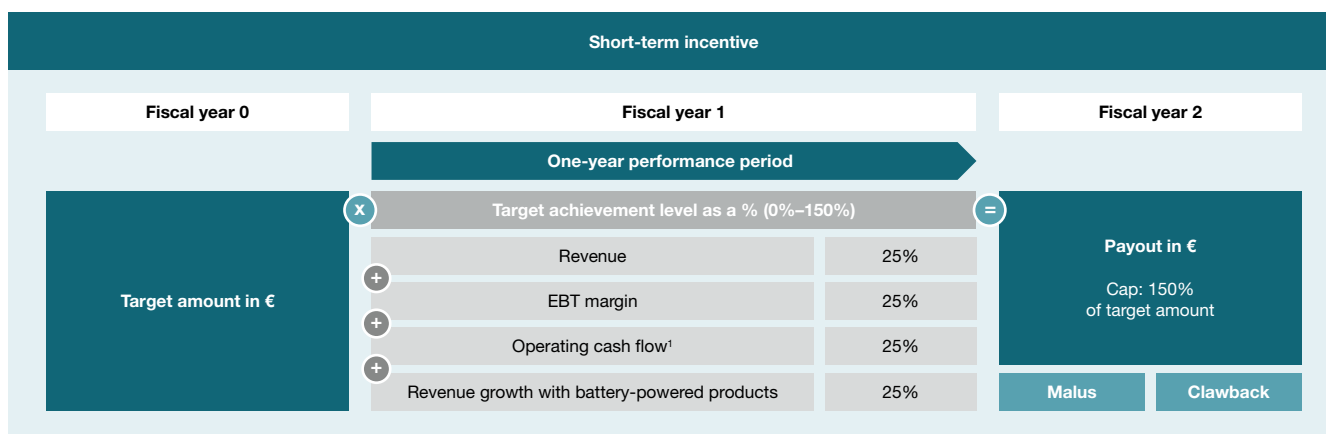 Short-term incentive
Fiscal year 0
Fiscal year 1
Fiscal year 2
One-year performance period
Target amount in €
x
Target achievement level as a % (0%–150%)
=
Revenue 25%
+
EBT margin 25%
+
Operating cash flow¹ 25%
+
Revenue growth with battery-powered products 25%
Payout in €
Cap: 150%
of target amount
Malus
Clawback